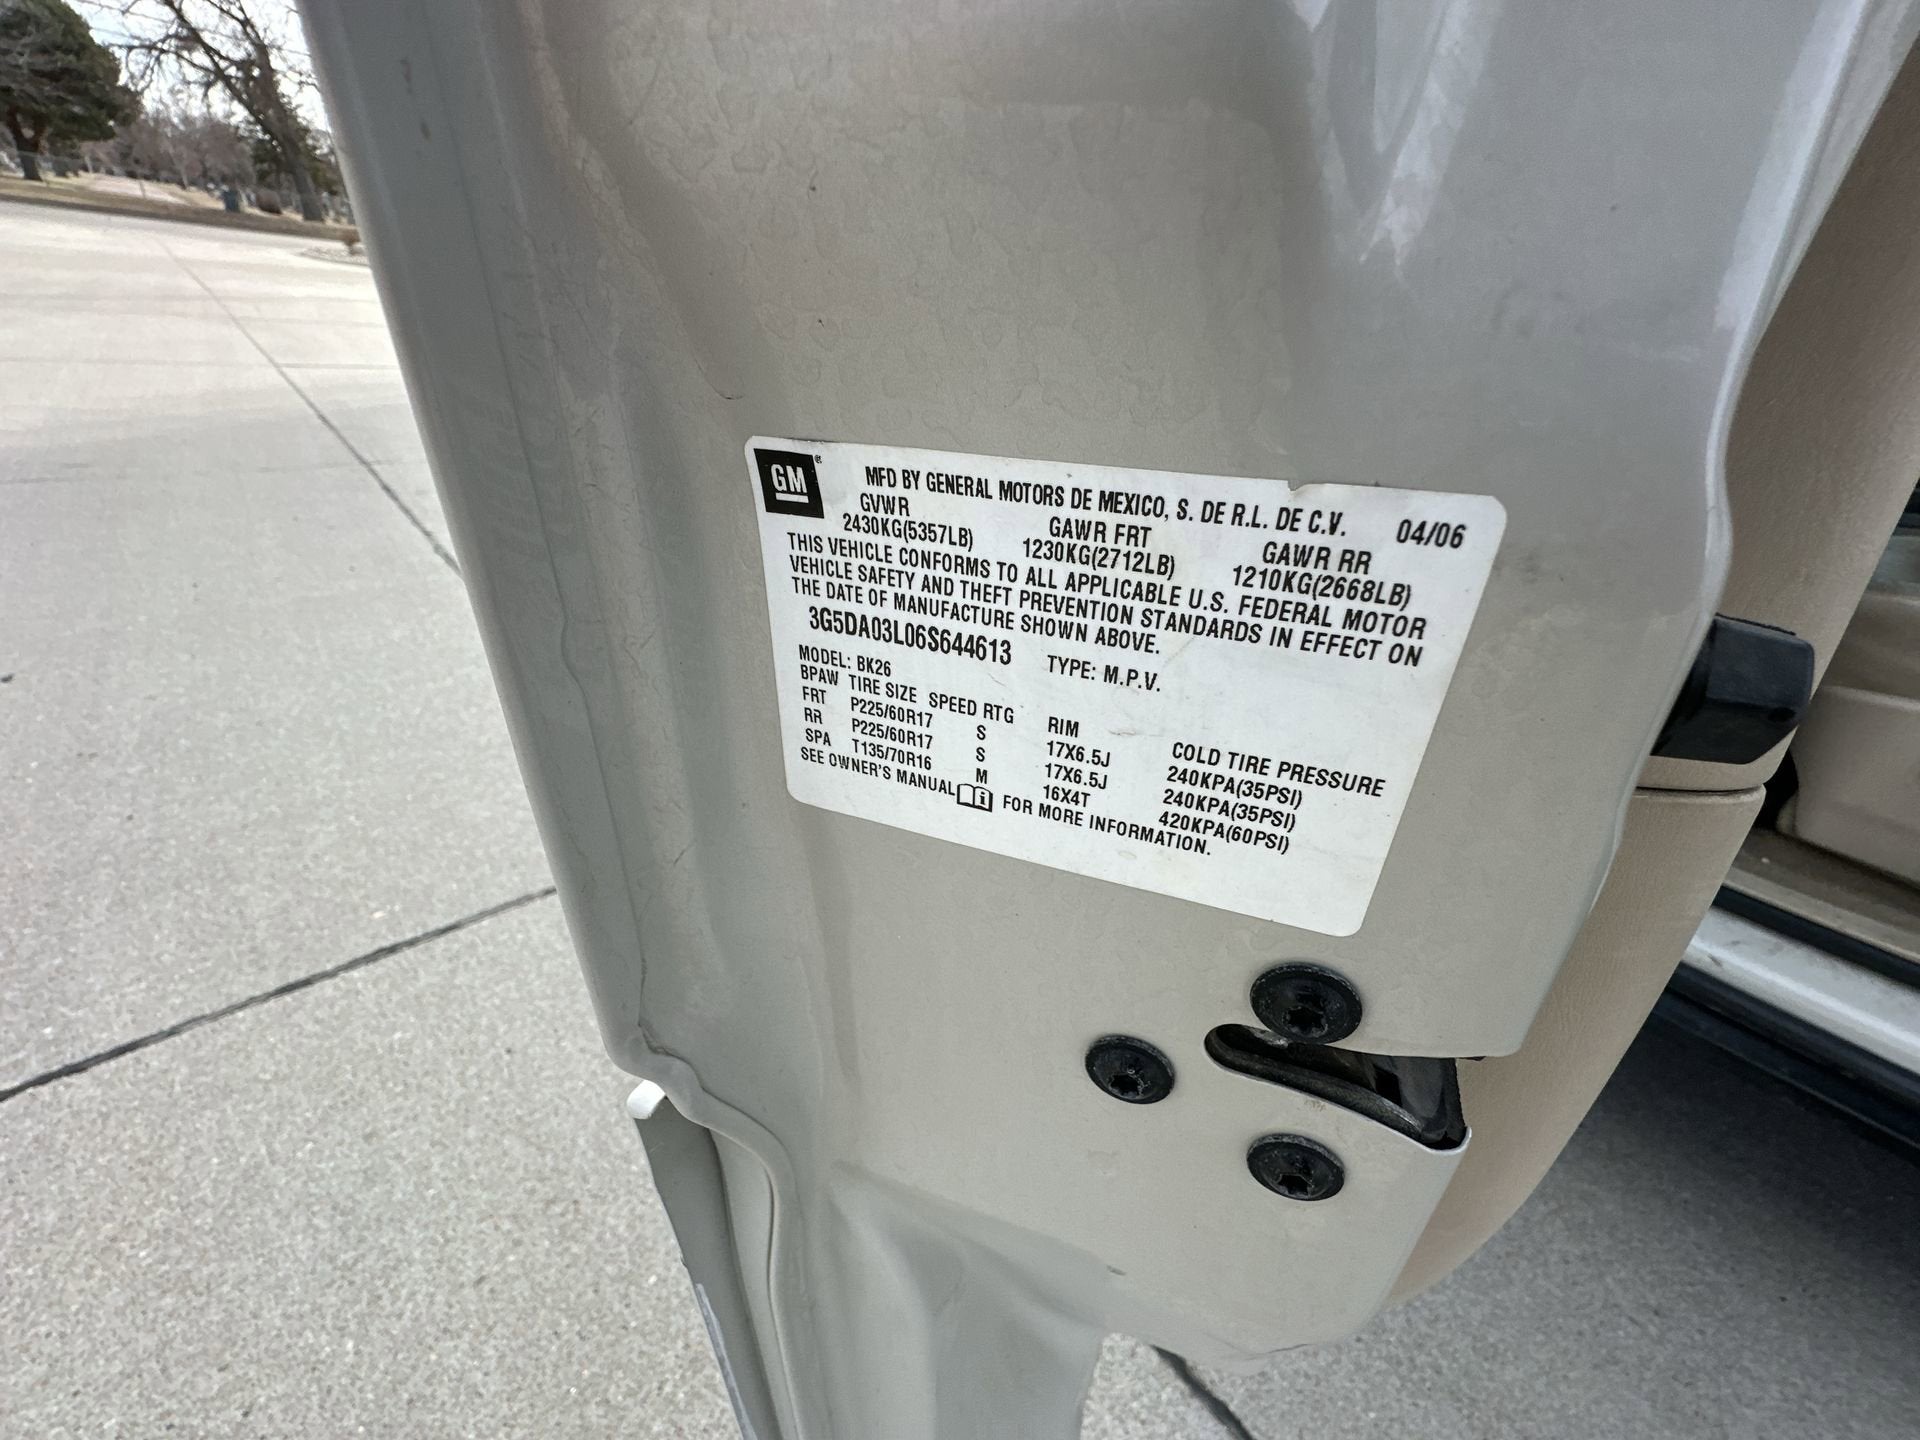 GM
MFD BY GENERAL MOTORS DE MEXICO, S. DE R.L. DE C.V. 04/06
GVWR GAWR FRT GAWR RR
2430KG(5357LB) 1230KG(2712LB) 1210KG(2668LB)
THIS VEHICLE CONFORMS TO ALL APPLICABLE U.S. FEDERAL MOTOR
VEHICLE SAFETY AND THEFT PREVENTION STANDARDS IN EFFECT ON
THE DATE OF MANUFACTURE SHOWN ABOVE.
3G5DA03L06S644613 TYPE: M.P.V.
MODEL: BK26
BPAW TIRE SIZE SPEED RTG RIM COLD TIRE PRESSURE
FRT P225/60R17 S 17X6.5J 240KPA(35PSI)
RR P225/60R17 S 17X6.5J 240KPA(35PSI)
SPA T135/70R16 M 16X4T 420KPA(60PSI)
SEE OWNER'S MANUAL FOR MORE INFORMATION.